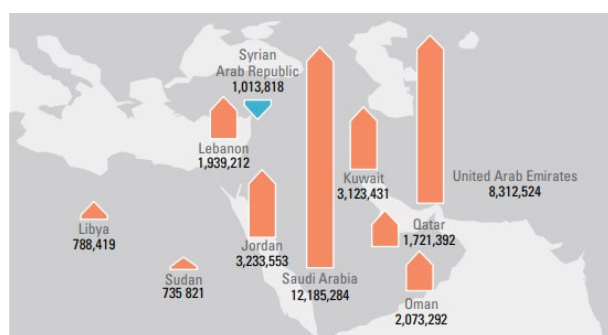 Syrian
Arab Republic
1,013,818
Lebanon
1,939,212
Kuwait
3,123,431
United Arab Emirates
8,312,524
Libya
788,419
Jordan
3,233,553
Qatar
1,721,392
Sudan
735 821
Saudi Arabia
12,185,284
Oman
2,073,292